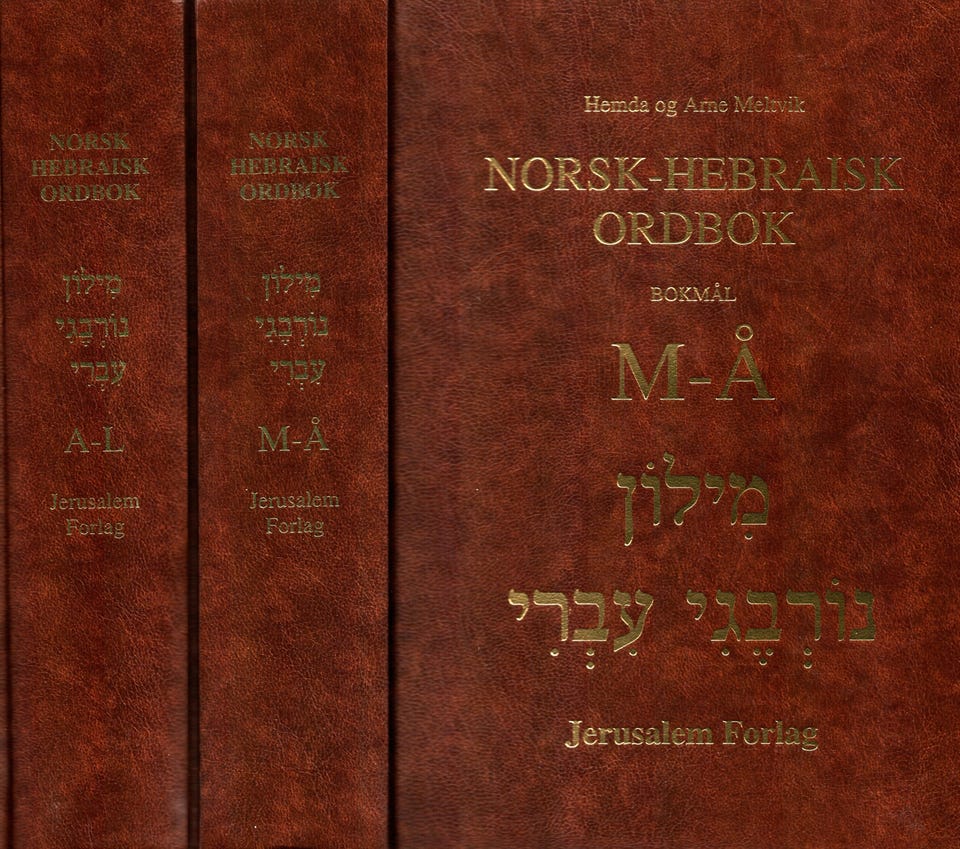 NORSK
HEBRAISK
ORDBOK
מִילוֹן
נוֹרְבֶגִי
עִבְרִי
A-L
Jerusalem
Forlag
NORSK
HEBRAISK
ORDBOK
מִילוֹן
נוֹרְבֶגִי
עִבְרִי
M-Å
Jerusalem
Forlag
Hemda og Arne Melsvik
NORSK-HEBRAISK
ORDBOK
BOKMÅL
M-Å
מִילוֹן
נוֹרְבֶגִי עִבְרִי
Jerusalem Forlag